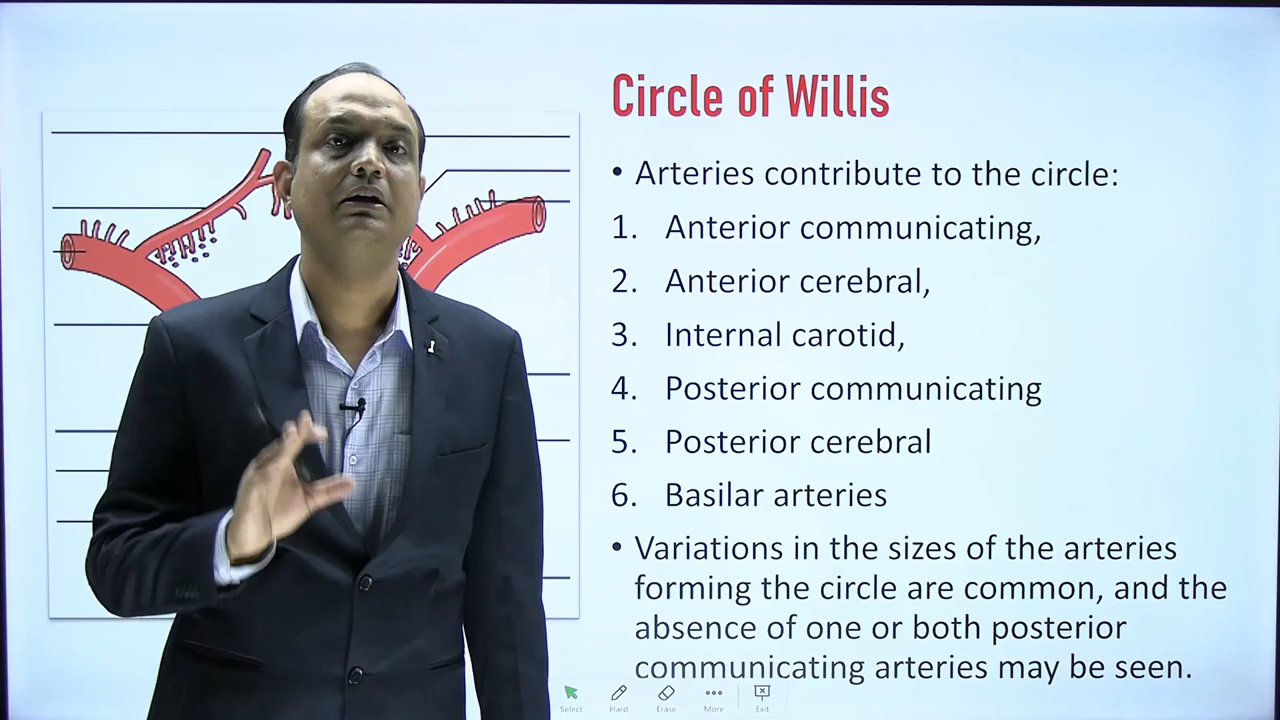 Circle of Willis
• Arteries contribute to the circle:
1. Anterior communicating,
2. Anterior cerebral,
3. Internal carotid,
4. Posterior communicating
5. Posterior cerebral
6. Basilar arteries
• Variations in the sizes of the arteries
forming the circle are common, and the
absence of one or both posterior
communicating arteries may be seen.
Select Hard Erase More Exit